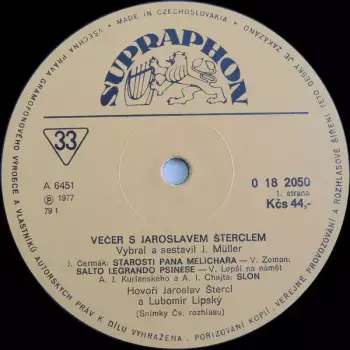 MADE IN CZECHOSLOVAKIA
VŠECHNA PRÁVA GRAMOFONOVÉHO VÝROBCE A VLASTNÍKŮ AUTORSKÝCH PRÁV K DÍLU VYHRAŽENA. POŘIZOVÁNÍ KOPIÍ, VEŘEJNÉ PROVOZOVÁNÍ A ROZHLASOVÉ ŠÍŘENÍ TÉTO DESKY JE ZAKÁZÁNO
SUPRAPHON
33
A 6451
℗ 1977
79 1
0 18 2050
1. strana
Kčs 44,-
VEČER S JAROSLAVEM ŠTERCLEM
Vybral a sestavil J. Müller
J. Čermák: STAROSTI PANA MELICHARA — V. Zeman:
SALTO LEGRANDO PSINESE — V. Lepší na námět
A. I. Kurlanského a A. I. Chajta: SLON
Hovoří Jaroslav Štercl
a Lubomír Lipský
(Snímky Čs. rozhlasu)